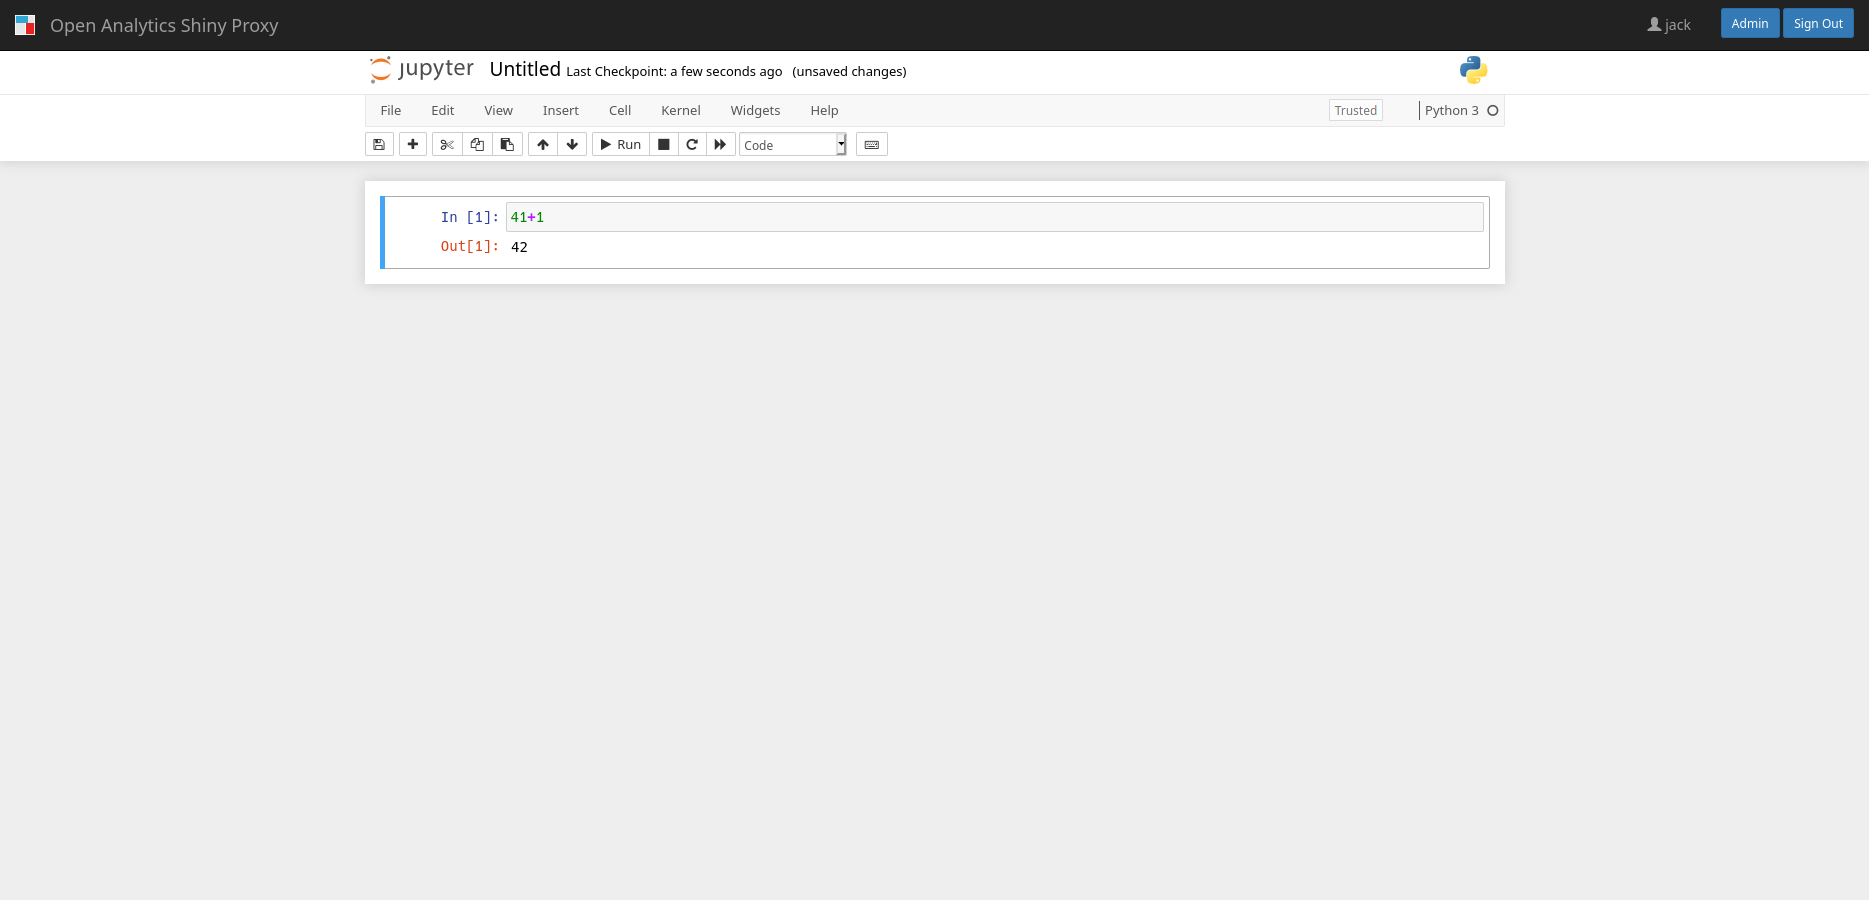 Open Analytics Shiny Proxy jack Admin Sign Out
jupyter Untitled Last Checkpoint: a few seconds ago (unsaved changes)
File Edit View Insert Cell Kernel Widgets Help Trusted Python 3
Run Code
In [1]: 41+1
Out[1]: 42